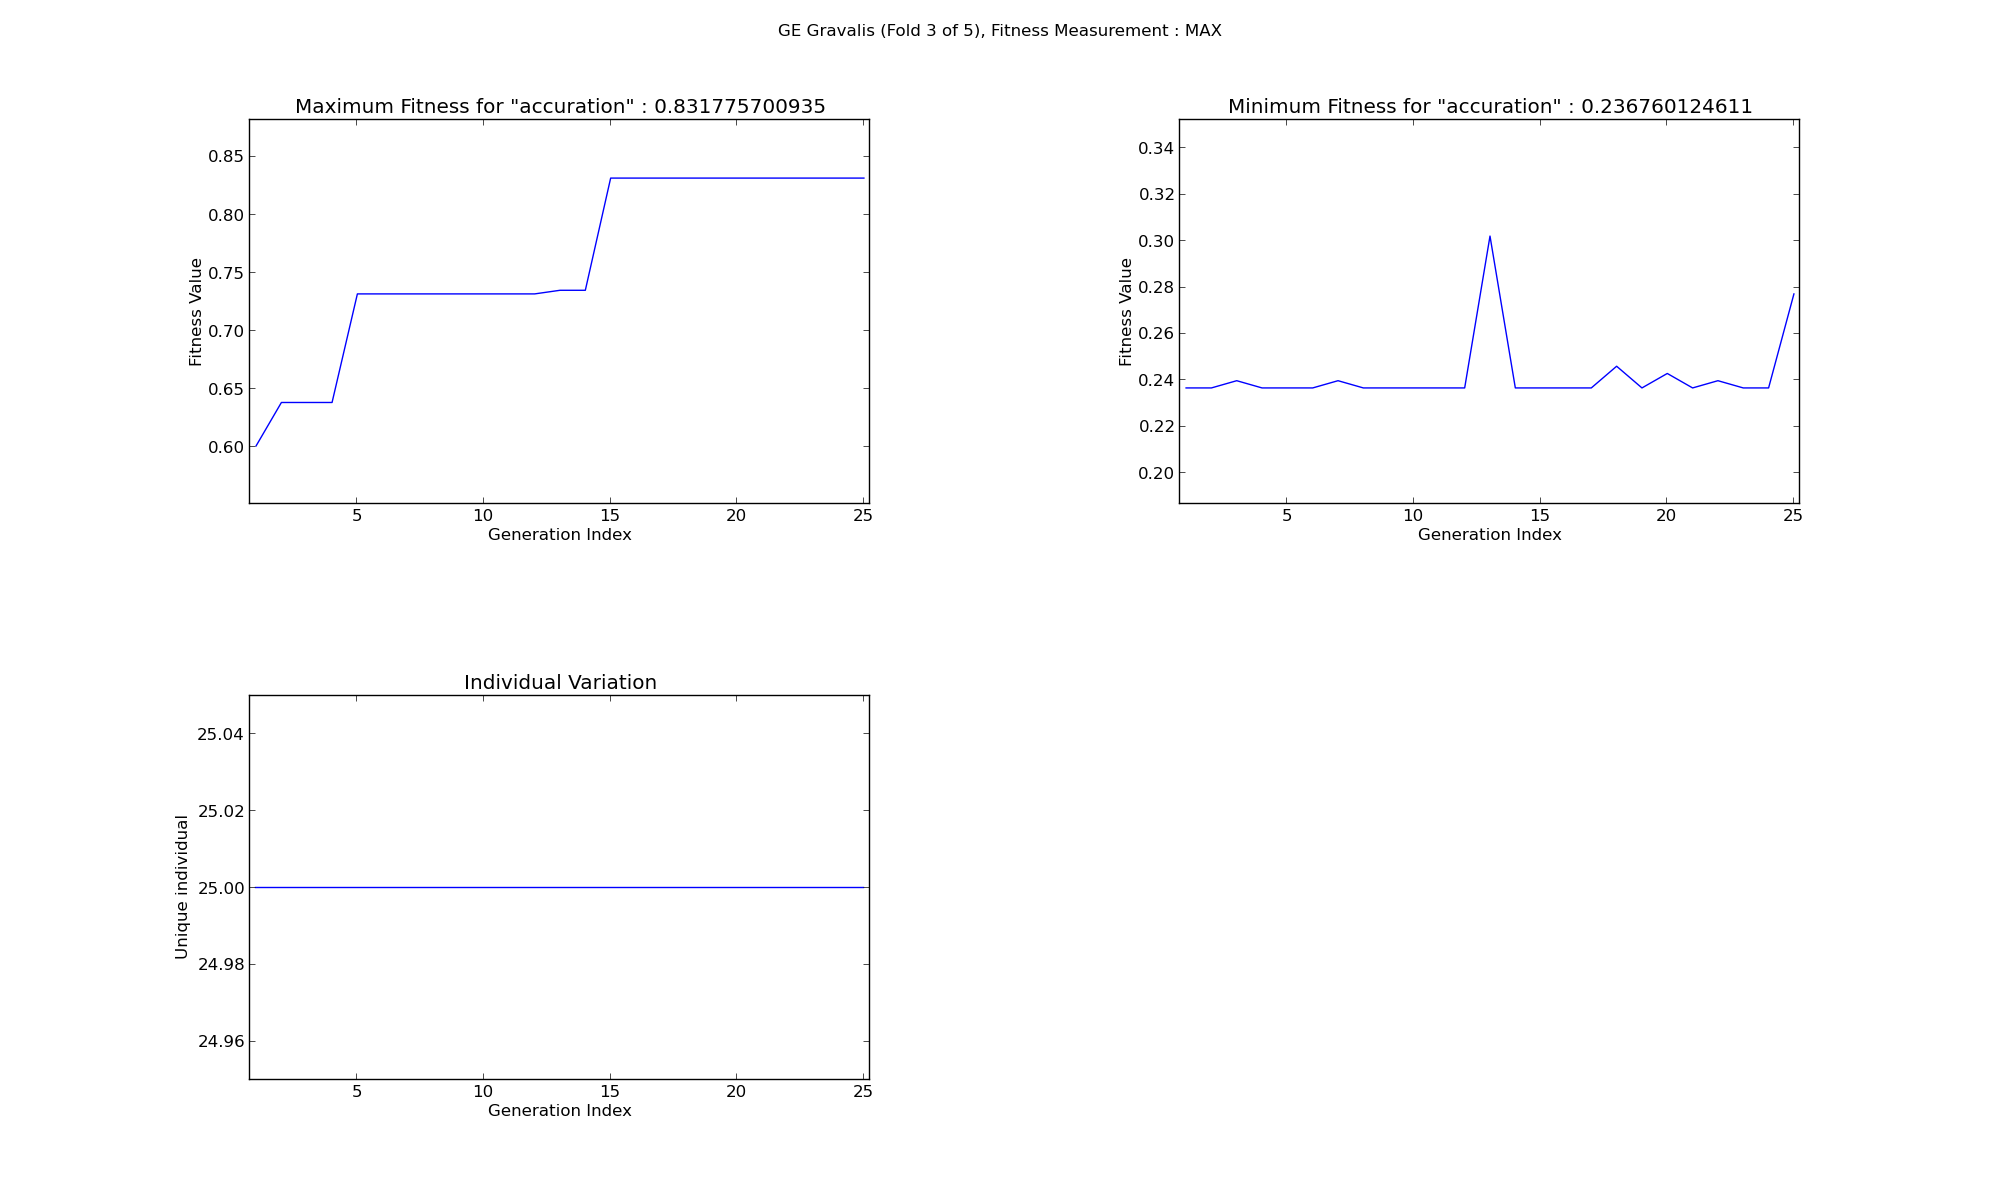 GE Gravalis (Fold 3 of 5), Fitness Measurement : MAX
Maximum Fitness for "accuration" : 0.831775700935
0.85
0.80
0.75
0.70
0.65
0.60
Fitness Value
5 10 15 20 25
Generation Index
Minimum Fitness for "accuration" : 0.236760124611
0.34
0.32
0.30
0.28
0.26
0.24
0.22
0.20
Fitness Value
5 10 15 20 25
Generation Index
Individual Variation
25.04
25.02
25.00
24.98
24.96
Unique individual
5 10 15 20 25
Generation Index